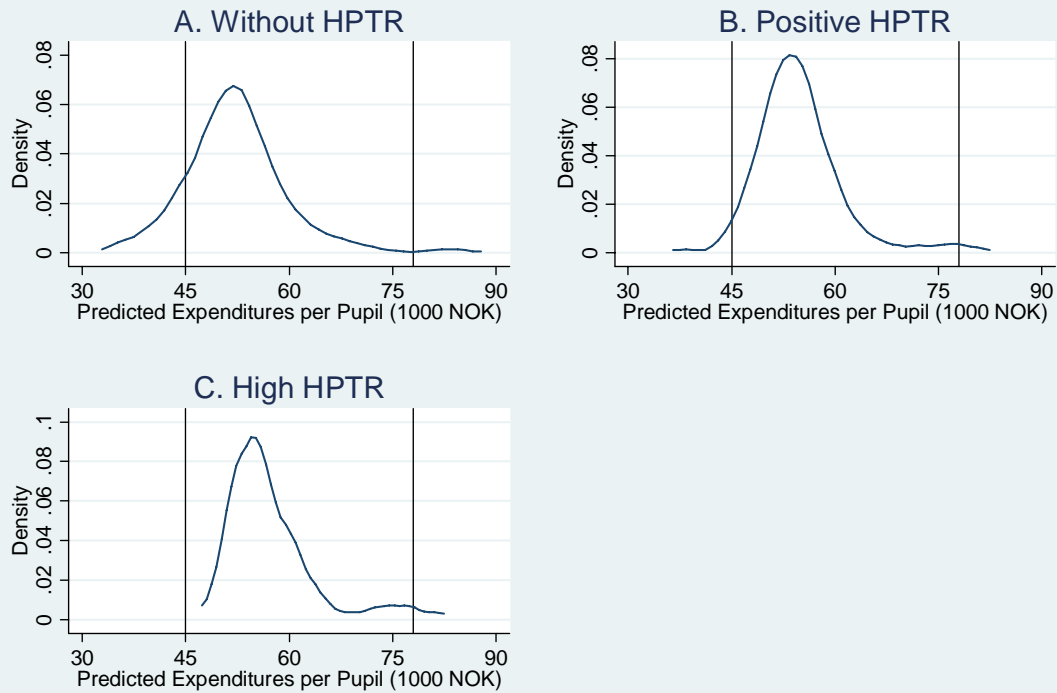 A. Without HPTR
.08
.06
.04
.02
0
Density
30 45 60 75 90
Predicted Expenditures per Pupil (1000 NOK)
B. Positive HPTR
.08
.06
.04
.02
0
Density
30 45 60 75 90
Predicted Expenditures per Pupil (1000 NOK)
C. High HPTR
.1
.08
.06
.04
.02
0
Density
30 45 60 75 90
Predicted Expenditures per Pupil (1000 NOK)